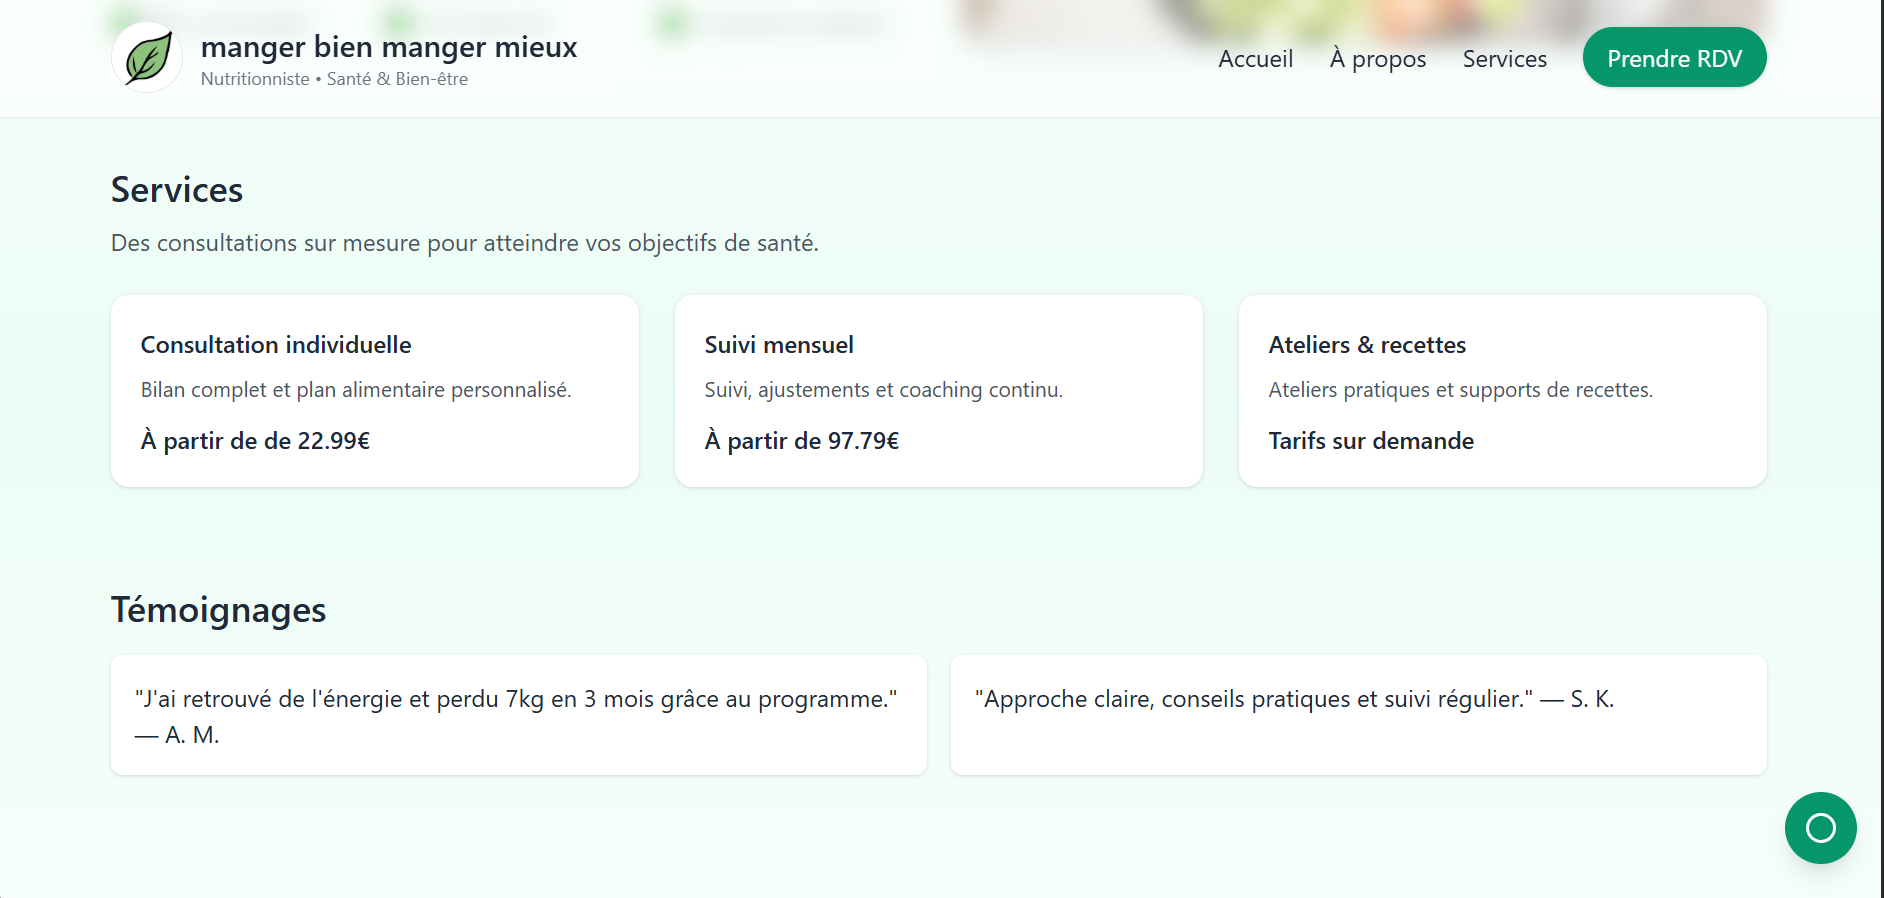 manger bien manger mieux
Nutritionniste • Santé & Bien-être
Accueil
À propos
Services
Prendre RDV
Services
Des consultations sur mesure pour atteindre vos objectifs de santé.
Consultation individuelle
Bilan complet et plan alimentaire personnalisé.
À partir de de 22.99€
Suivi mensuel
Suivi, ajustements et coaching continu.
À partir de 97.79€
Ateliers & recettes
Ateliers pratiques et supports de recettes.
Tarifs sur demande
Témoignages
"J'ai retrouvé de l'énergie et perdu 7kg en 3 mois grâce au programme."
— A. M.
"Approche claire, conseils pratiques et suivi régulier." — S. K.